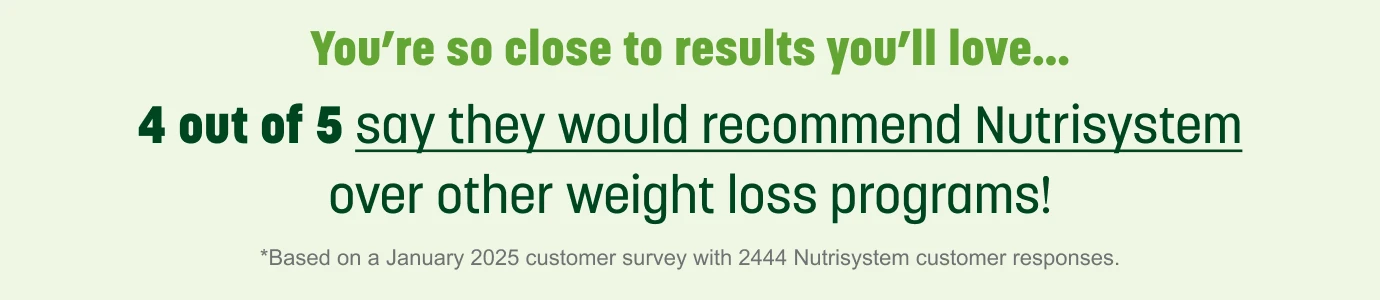 You're so close to results you'll love...
4 out of 5 say they would recommend Nutrisystem
over other weight loss programs!
*Based on a January 2025 customer survey with 2444 Nutrisystem customer responses.